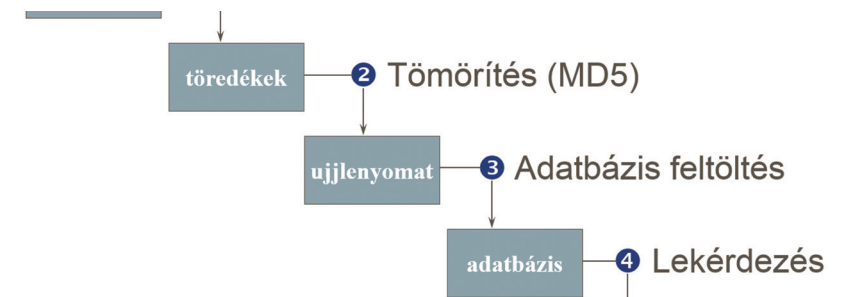 töredékek ❷ Tömörítés (MD5)
ujjlenyomat ❸ Adatbázis feltöltés
adatbázis ❹ Lekérdezés